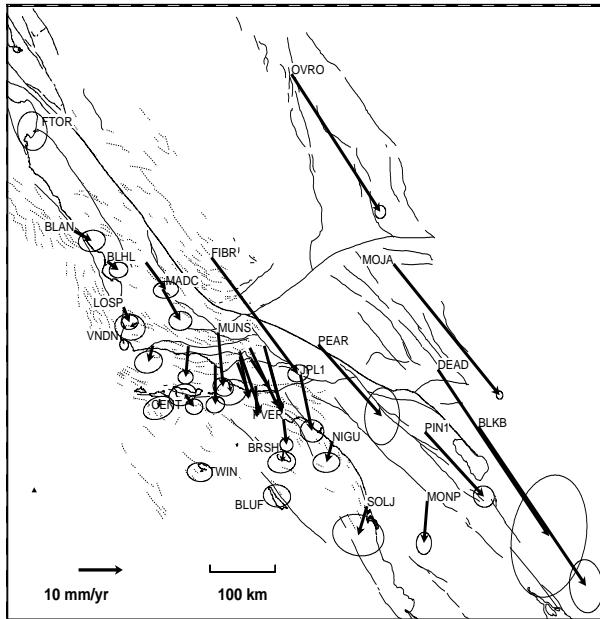 OVRO
FTOR
BLAN
FIBR
BLHL
MOJA
MADC
LOSP
VNDN
MUNS
PEAR
JPL1
DEAD
CENT
PVER
BLKB
PIN1
NIGU
BRSH
TWIN
BLUF
SOLJ
MONP
10 mm/yr
100 km